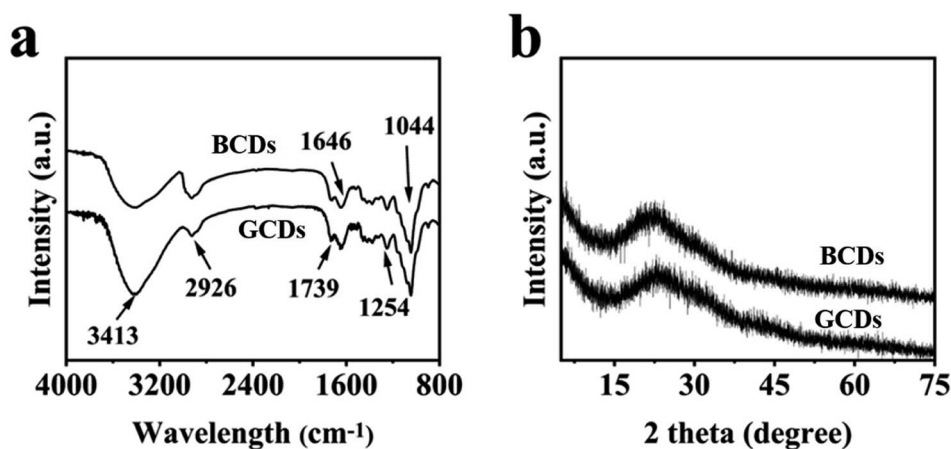 a
Intensity (a.u.)
BCDs
1646
1044
GCDs
3413
2926
1739
1254
4000 3200 2400 1600 800
Wavelength (cm-1)
b
Intensity (a.u.)
BCDs
GCDs
15 30 45 60 75
2 theta (degree)